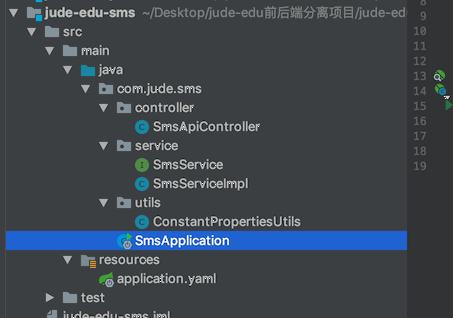 jude-edu-sms ~/Desktop/jude-edu前后端分离项目/jude-ed
src
main
java
com.jude.sms
controller
SmsApiController
service
SmsService
SmsServiceImpl
utils
ConstantPropertiesUtils
SmsApplication
resources
application.yaml
test
jude-edu-sms.iml
9
10
11
12
13
14
15
16
17
18
19